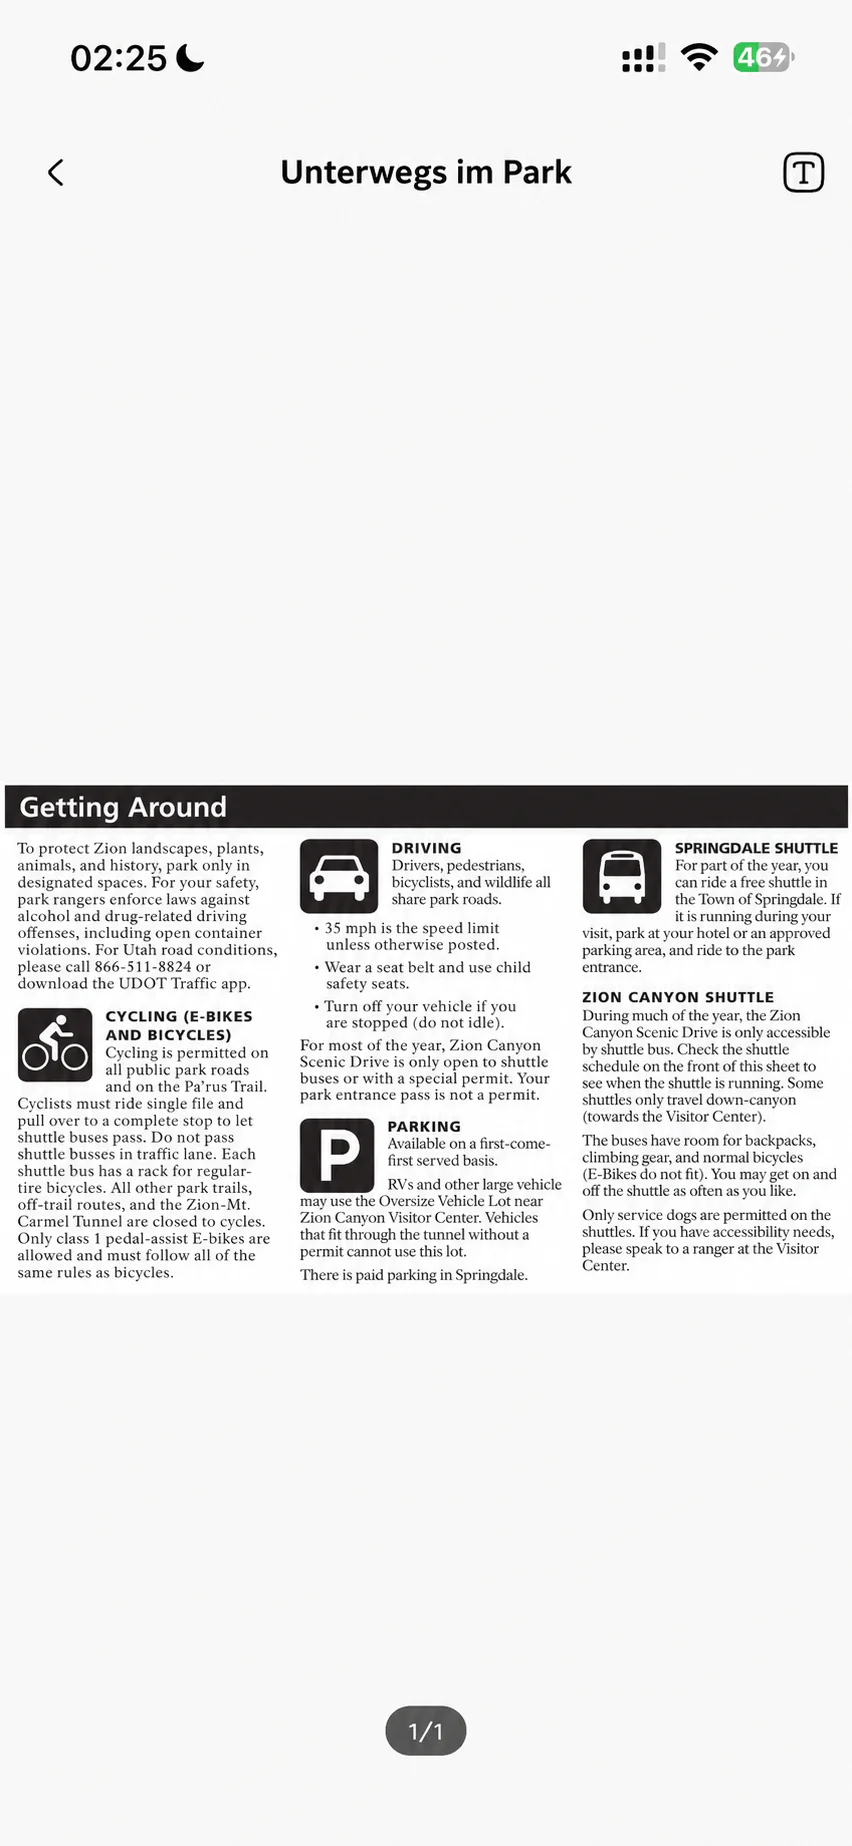 02:25
46
Unterwegs im Park
T
Getting Around
To protect Zion landscapes, plants,
animals, and history, park only in
designated spaces. For your safety,
park rangers enforce laws against
alcohol and drug-related driving
offenses, including open container
violations. For Utah road conditions,
please call 866-511-8824 or
download the UDOT Traffic app.
CYCLING (E-BIKES
AND BICYCLES)
Cycling is permitted on
all public park roads
and on the Pa'rus Trail.
Cyclists must ride single file and
pull over to a complete stop to let
shuttle buses pass. Do not pass
shuttle busses in traffic lane. Each
shuttle bus has a rack for regular-
tire bicycles. All other park trails,
off-trail routes, and the Zion-Mt.
Carmel Tunnel are closed to cycles.
Only class 1 pedal-assist E-bikes are
allowed and must follow all of the
same rules as bicycles.
DRIVING
Drivers, pedestrians,
bicyclists, and wildlife all
share park roads.
• 35 mph is the speed limit
unless otherwise posted.
• Wear a seat belt and use child
safety seats.
• Turn off your vehicle if you
are stopped (do not idle).
For most of the year, Zion Canyon
Scenic Drive is only open to shuttle
buses or with a special permit. Your
park entrance pass is not a permit.
P
PARKING
Available on a first-come-
first served basis.
RVs and other large vehicle
may use the Oversize Vehicle Lot near
Zion Canyon Visitor Center. Vehicles
that fit through the tunnel without a
permit cannot use this lot.
There is paid parking in Springdale.
SPRINGDALE SHUTTLE
For part of the year, you
can ride a free shuttle in
the Town of Springdale. If
it is running during your
visit, park at your hotel or an approved
parking area, and ride to the park
entrance.
ZION CANYON SHUTTLE
During much of the year, the Zion
Canyon Scenic Drive is only accessible
by shuttle bus. Check the shuttle
schedule on the front of this sheet to
see when the shuttle is running. Some
shuttles only travel down-canyon
(towards the Visitor Center).
The buses have room for backpacks,
climbing gear, and normal bicycles
(E-Bikes do not fit). You may get on and
off the shuttle as often as you like.
Only service dogs are permitted on the
shuttles. If you have accessibility needs,
please speak to a ranger at the Visitor
Center.
1/1